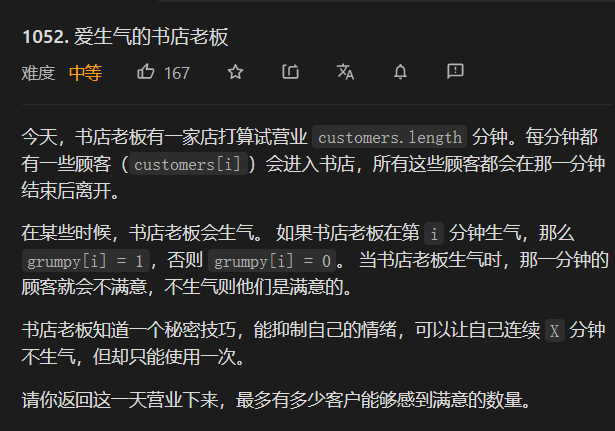 1052. 爱生气的书店老板
难度 中等 167
今天，书店老板有一家店打算试营业 customers.length 分钟。每分钟都
有一些顾客（customers[i]）会进入书店，所有这些顾客都会在那一分钟
结束后离开。
在某些时候，书店老板会生气。 如果书店老板在第 i 分钟生气，那么
grumpy[i] = 1，否则 grumpy[i] = 0。 当书店老板生气时，那一分钟的
顾客就会不满意，不生气则他们是满意的。
书店老板知道一个秘密技巧，能抑制自己的情绪，可以让自己连续 X 分钟
不生气，但却只能使用一次。
请你返回这一天营业下来，最多有多少客户能够感到满意的数量。